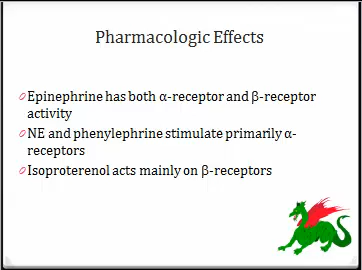 Pharmacologic Effects
Epinephrine has both α-receptor and β-receptor
activity
NE and phenylephrine stimulate primarily α-
receptors
Isoproterenol acts mainly on β-receptors